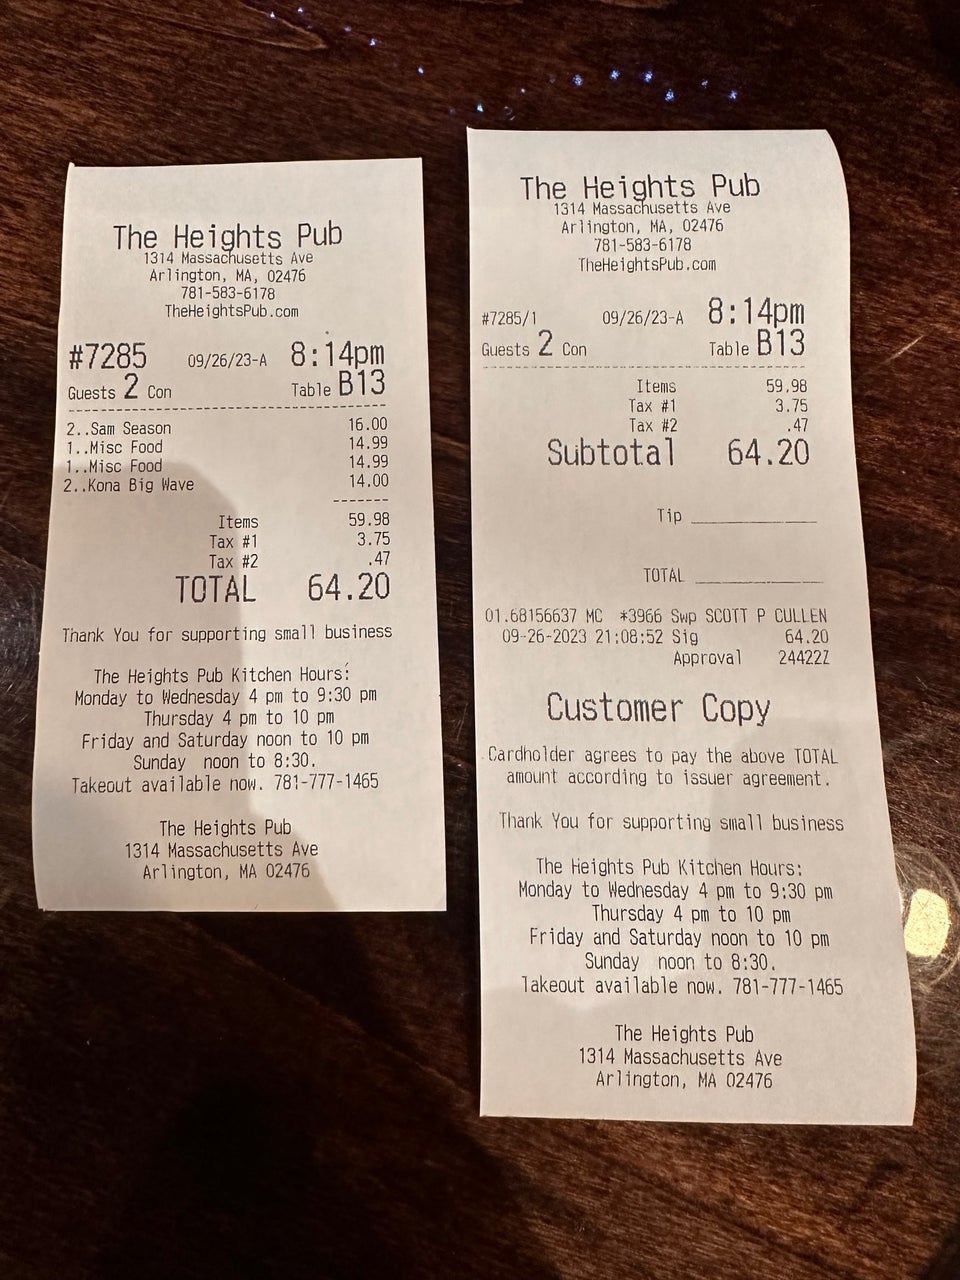 The Heights Pub
1314 Massachusetts Ave
Arlington, MA, 02476
781-583-6178
TheHeightsPub.com
#7285 09/26/23-A 8:14pm
Guests 2 Con Table B13
2..Sam Season 16.00
1..Misc Food 14.99
1..Misc Food 14.99
2..Kona Big Wave 14.00
Items 59.98
Tax #1 3.75
Tax #2 .47
TOTAL 64.20
Thank You for supporting small business
The Heights Pub Kitchen Hours:
Monday to Wednesday 4 pm to 9:30 pm
Thursday 4 pm to 10 pm
Friday and Saturday noon to 10 pm
Sunday noon to 8:30.
Takeout available now. 781-777-1465
The Heights Pub
1314 Massachusetts Ave
Arlington, MA 02476
The Heights Pub
1314 Massachusetts Ave
Arlington, MA, 02476
781-583-6178
TheHeightsPub.com
#7285/1 09/26/23-A 8:14pm
Guests 2 Con Table B13
Items 59.98
Tax #1 3.75
Tax #2 .47
Subtotal 64.20
Tip
TOTAL
01.68156637 MC *3966 Swp SCOTT P CULLEN
09-26-2023 21:08:52 Sig 64.20
Approval 24422Z
Customer Copy
Cardholder agrees to pay the above TOTAL
amount according to issuer agreement.
Thank You for supporting small business
The Heights Pub Kitchen Hours:
Monday to Wednesday 4 pm to 9:30 pm
Thursday 4 pm to 10 pm
Friday and Saturday noon to 10 pm
Sunday noon to 8:30.
Takeout available now. 781-777-1465
The Heights Pub
1314 Massachusetts Ave
Arlington, MA 02476